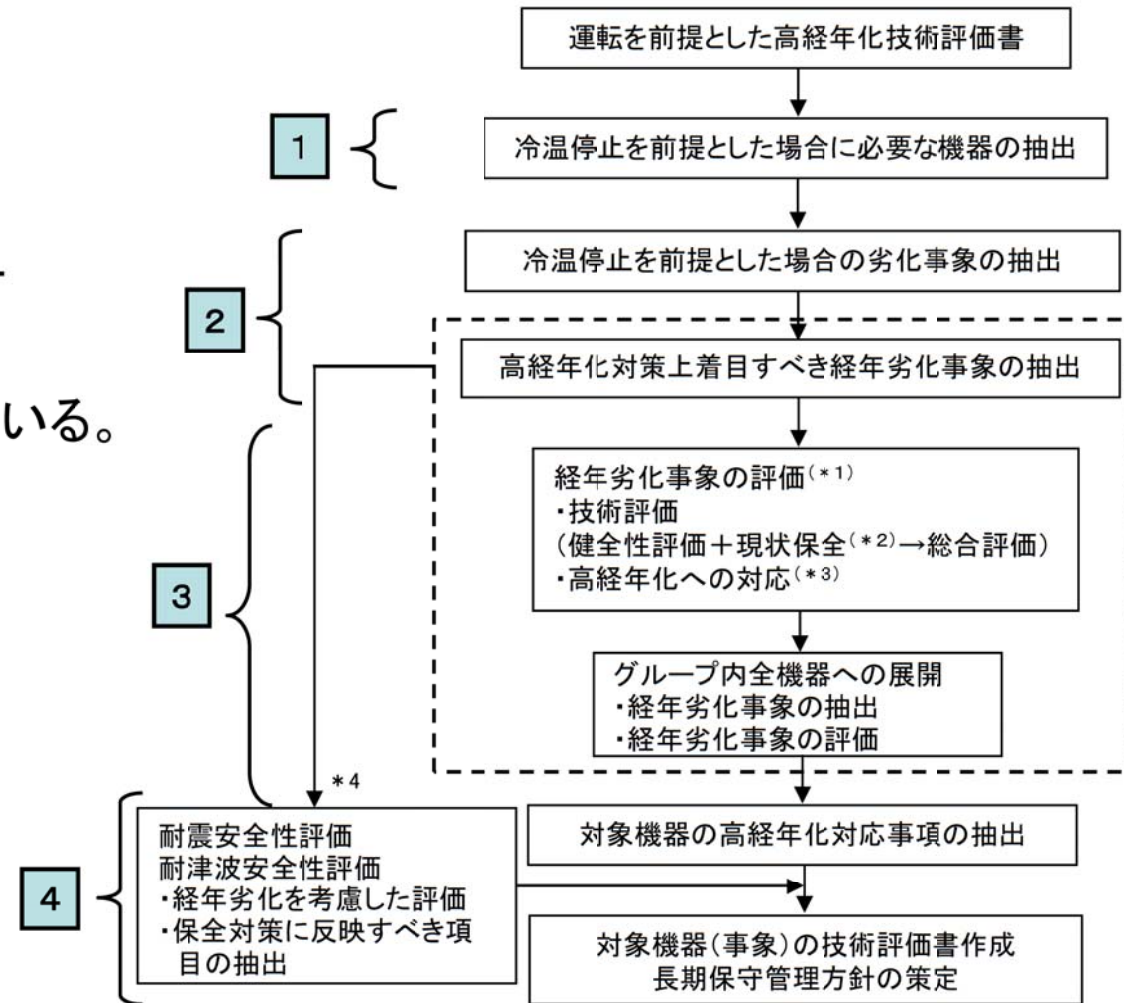 運転を前提とした高経年化技術評価書
1
冷温停止を前提とした場合に必要な機器の抽出
冷温停止を前提とした場合の劣化事象の抽出
2
高経年化対策上着目すべき経年劣化事象の抽出
いる。
経年劣化事象の評価(*1)
・技術評価
(健全性評価+現状保全(*2)→総合評価)
・高経年化への対応(*3)
3
グループ内全機器への展開
・経年劣化事象の抽出
・経年劣化事象の評価
*4
対象機器の高経年化対応事項の抽出
耐震安全性評価
耐津波安全性評価
・経年劣化を考慮した評価
・保全対策に反映すべき項
目の抽出
4
対象機器(事象)の技術評価書作成
長期保守管理方針の策定